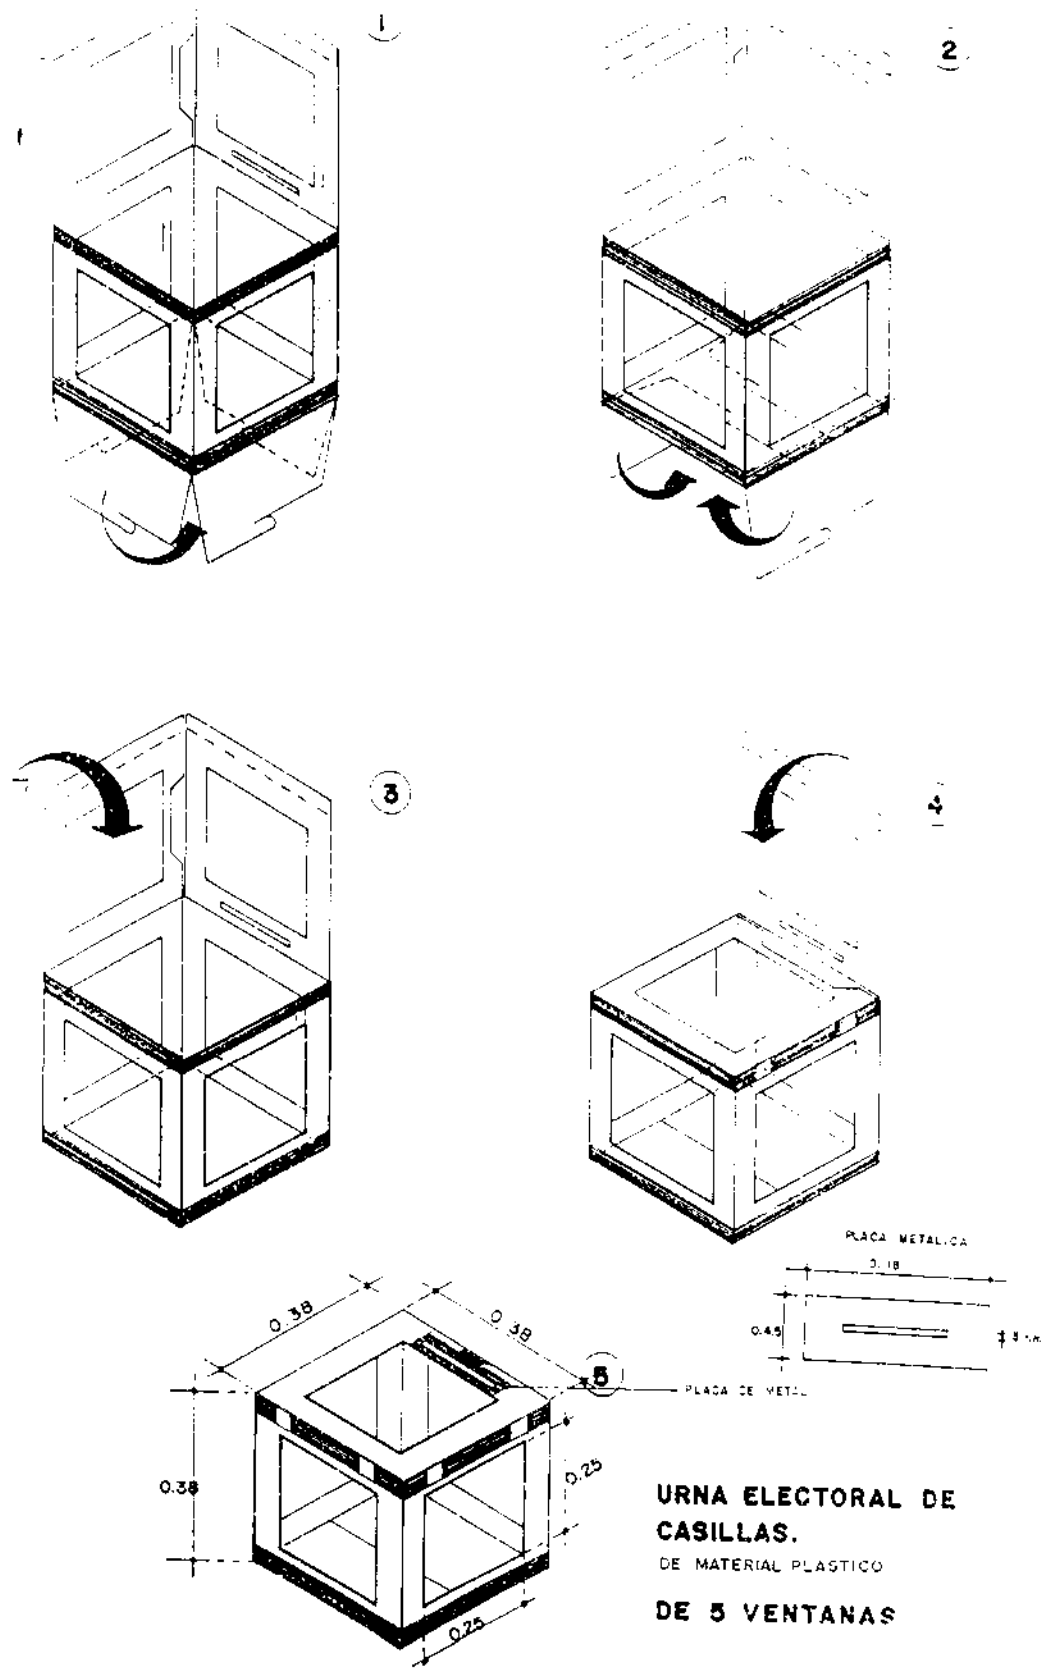 1
2
3
4
PLACA METALICA
0.18
0.45
0.38
0.38
5
PLACA DE METAL
0.38
0.25
0.25
URNA ELECTORAL DE
CASILLAS.
DE MATERIAL PLASTICO
DE 5 VENTANAS